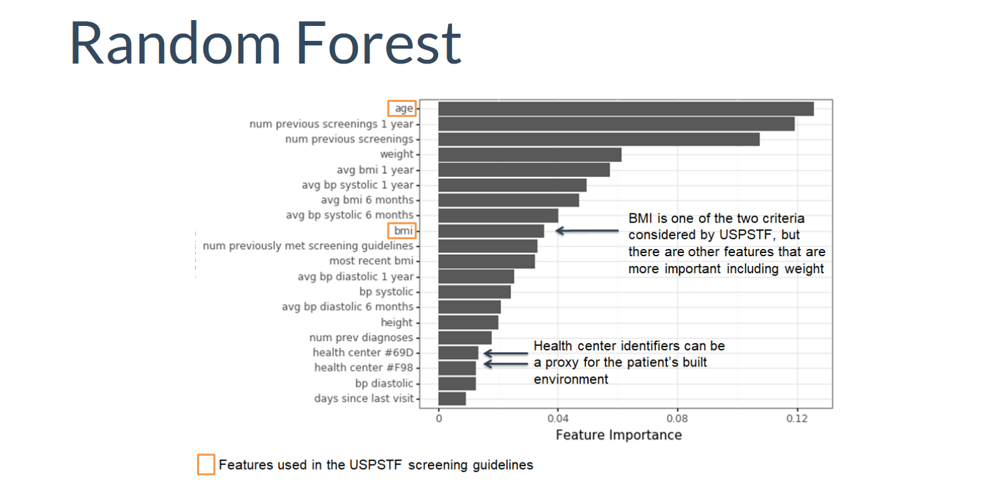 Random Forest
age
num previous screenings 1 year
num previous screenings
weight
avg bmi 1 year
avg bp systolic 1 year
avg bmi 6 months
avg bp systolic 6 months
bmi
num previously met screening guidelines
most recent bmi
avg bp diastolic 1 year
bp systolic
avg bp diastolic 6 months
height
num prev diagnoses
health center #69D
health center #F98
bp diastolic
days since last visit
BMI is one of the two criteria
considered by USPSTF, but
there are other features that are
more important including weight
Health center identifiers can be
a proxy for the patient's built
environment
0 0.04 0.08 0.12
Feature Importance
Features used in the USPSTF screening guidelines